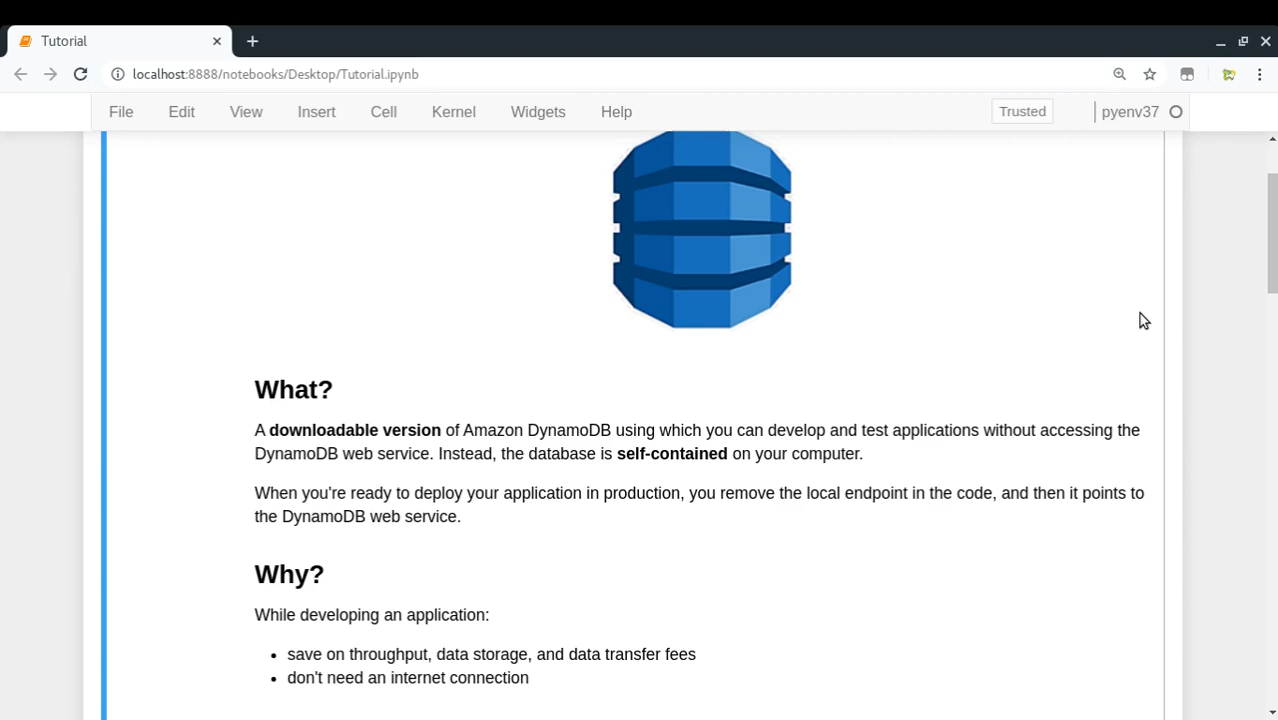 Tutorial
localhost:8888/notebooks/Desktop/Tutorial.ipynb
File Edit View Insert Cell Kernel Widgets Help Trusted pyenv37
What?
A downloadable version of Amazon DynamoDB using which you can develop and test applications without accessing the
DynamoDB web service. Instead, the database is self-contained on your computer.
When you're ready to deploy your application in production, you remove the local endpoint in the code, and then it points to
the DynamoDB web service.
Why?
While developing an application:
• save on throughput, data storage, and data transfer fees
• don't need an internet connection